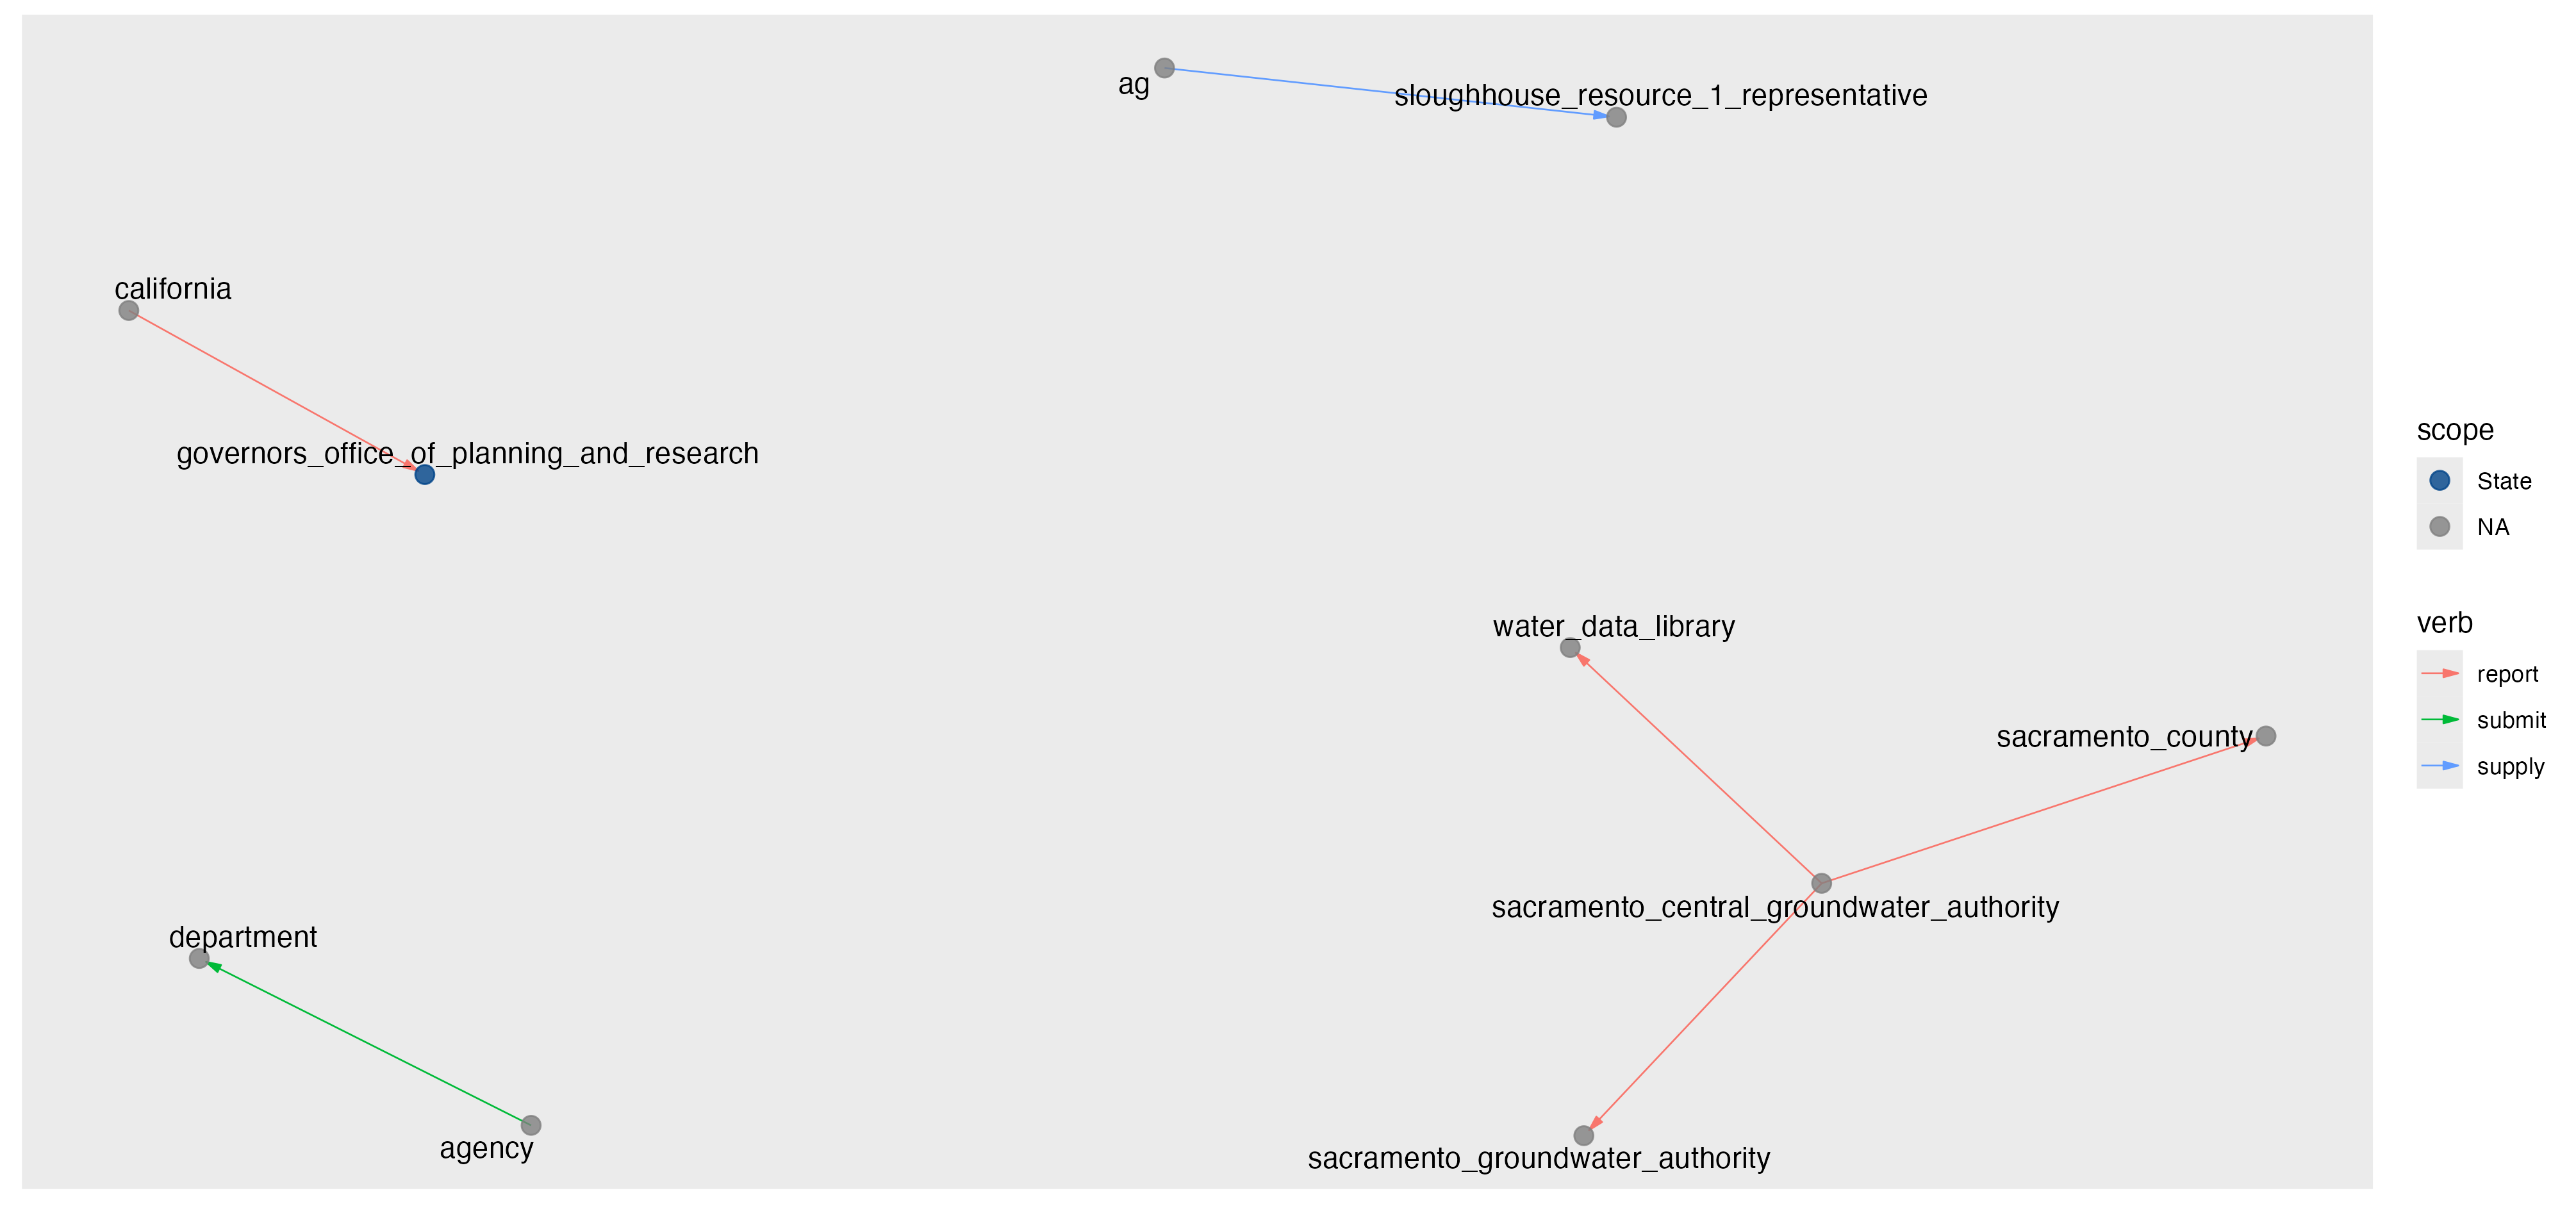 ag
sloughhouse_resource_1_representative
california
governors_office_of_planning_and_research
water_data_library
sacramento_county
sacramento_central_groundwater_authority
department
agency
sacramento_groundwater_authority
scope
State
NA
verb
report
submit
supply